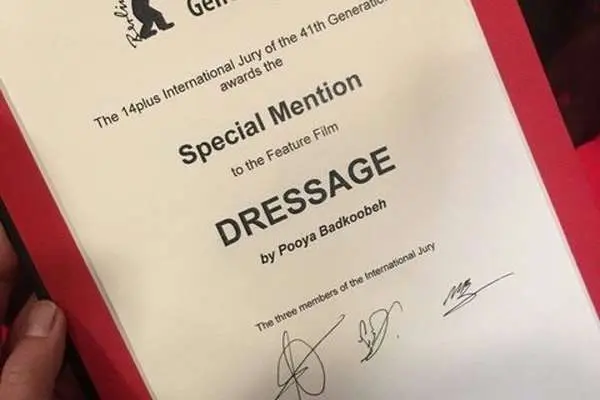 The 14plus International Jury of the 41th Generation
awards the
Special Mention
to the Feature Film
DRESSAGE
by Pooya Badkoobeh
The three members of the International Jury